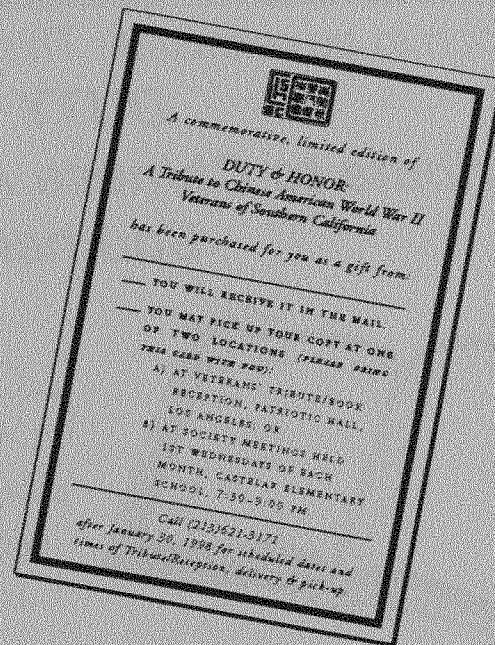 A commemorative, limited edition of
DUTY & HONOR
A Tribute to Chinese American World War II
Veterans of Southern California
has been purchased for you as a gift from:
YOU WILL RECEIVE IT IN THE MAIL.
YOU MAY PICK UP YOUR COPY AT ONE
OF TWO LOCATIONS (PLEASE BRING
THIS CARD WITH YOU):
A) AT VETERANS' TRIBUTE/BOOK
RECEPTION, PATRIOTIC HALL,
LOS ANGELES; OR
B) AT SOCIETY MEETINGS HELD
1ST WEDNESDAYS OF EACH
MONTH, CASTELAR ELEMENTARY
SCHOOL, 7:30-9:00 PM
Call (213)621-3171
after January 30, 1998 for scheduled dates and
times of Tribute/Reception, delivery & pick-up